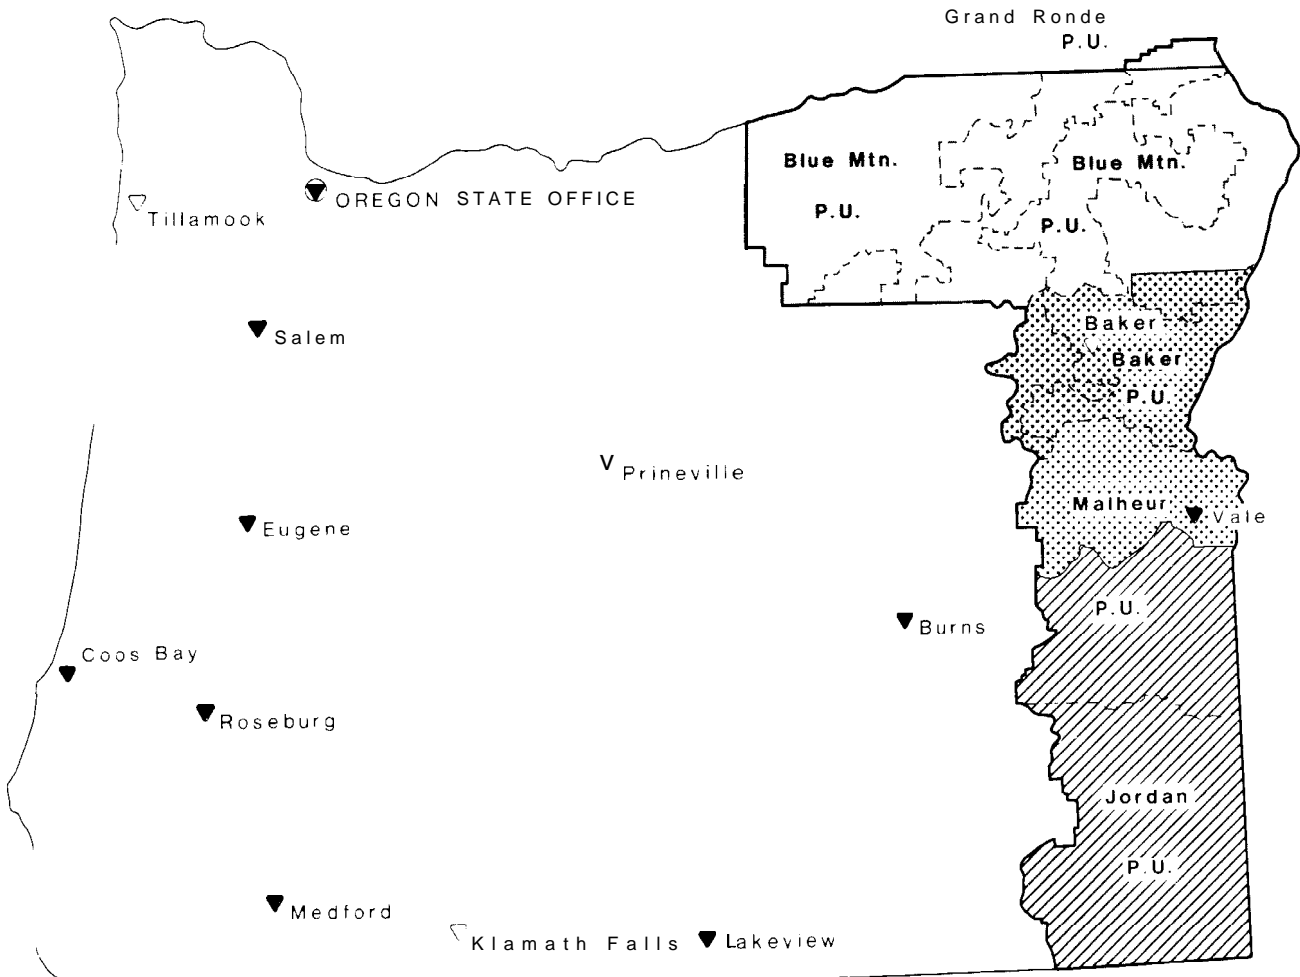 Grand Ronde
P.U.
Blue Mtn.
P.U.
Blue Mtn.
P.U.
OREGON STATE OFFICE
Tillamook
Salem
Baker
Baker
P.U.
Prineville
Malheur
Vale
Eugene
P.U.
Burns
Coos Bay
Roseburg
Jordan
P.U.
Medford
Klamath Falls
Lakeview